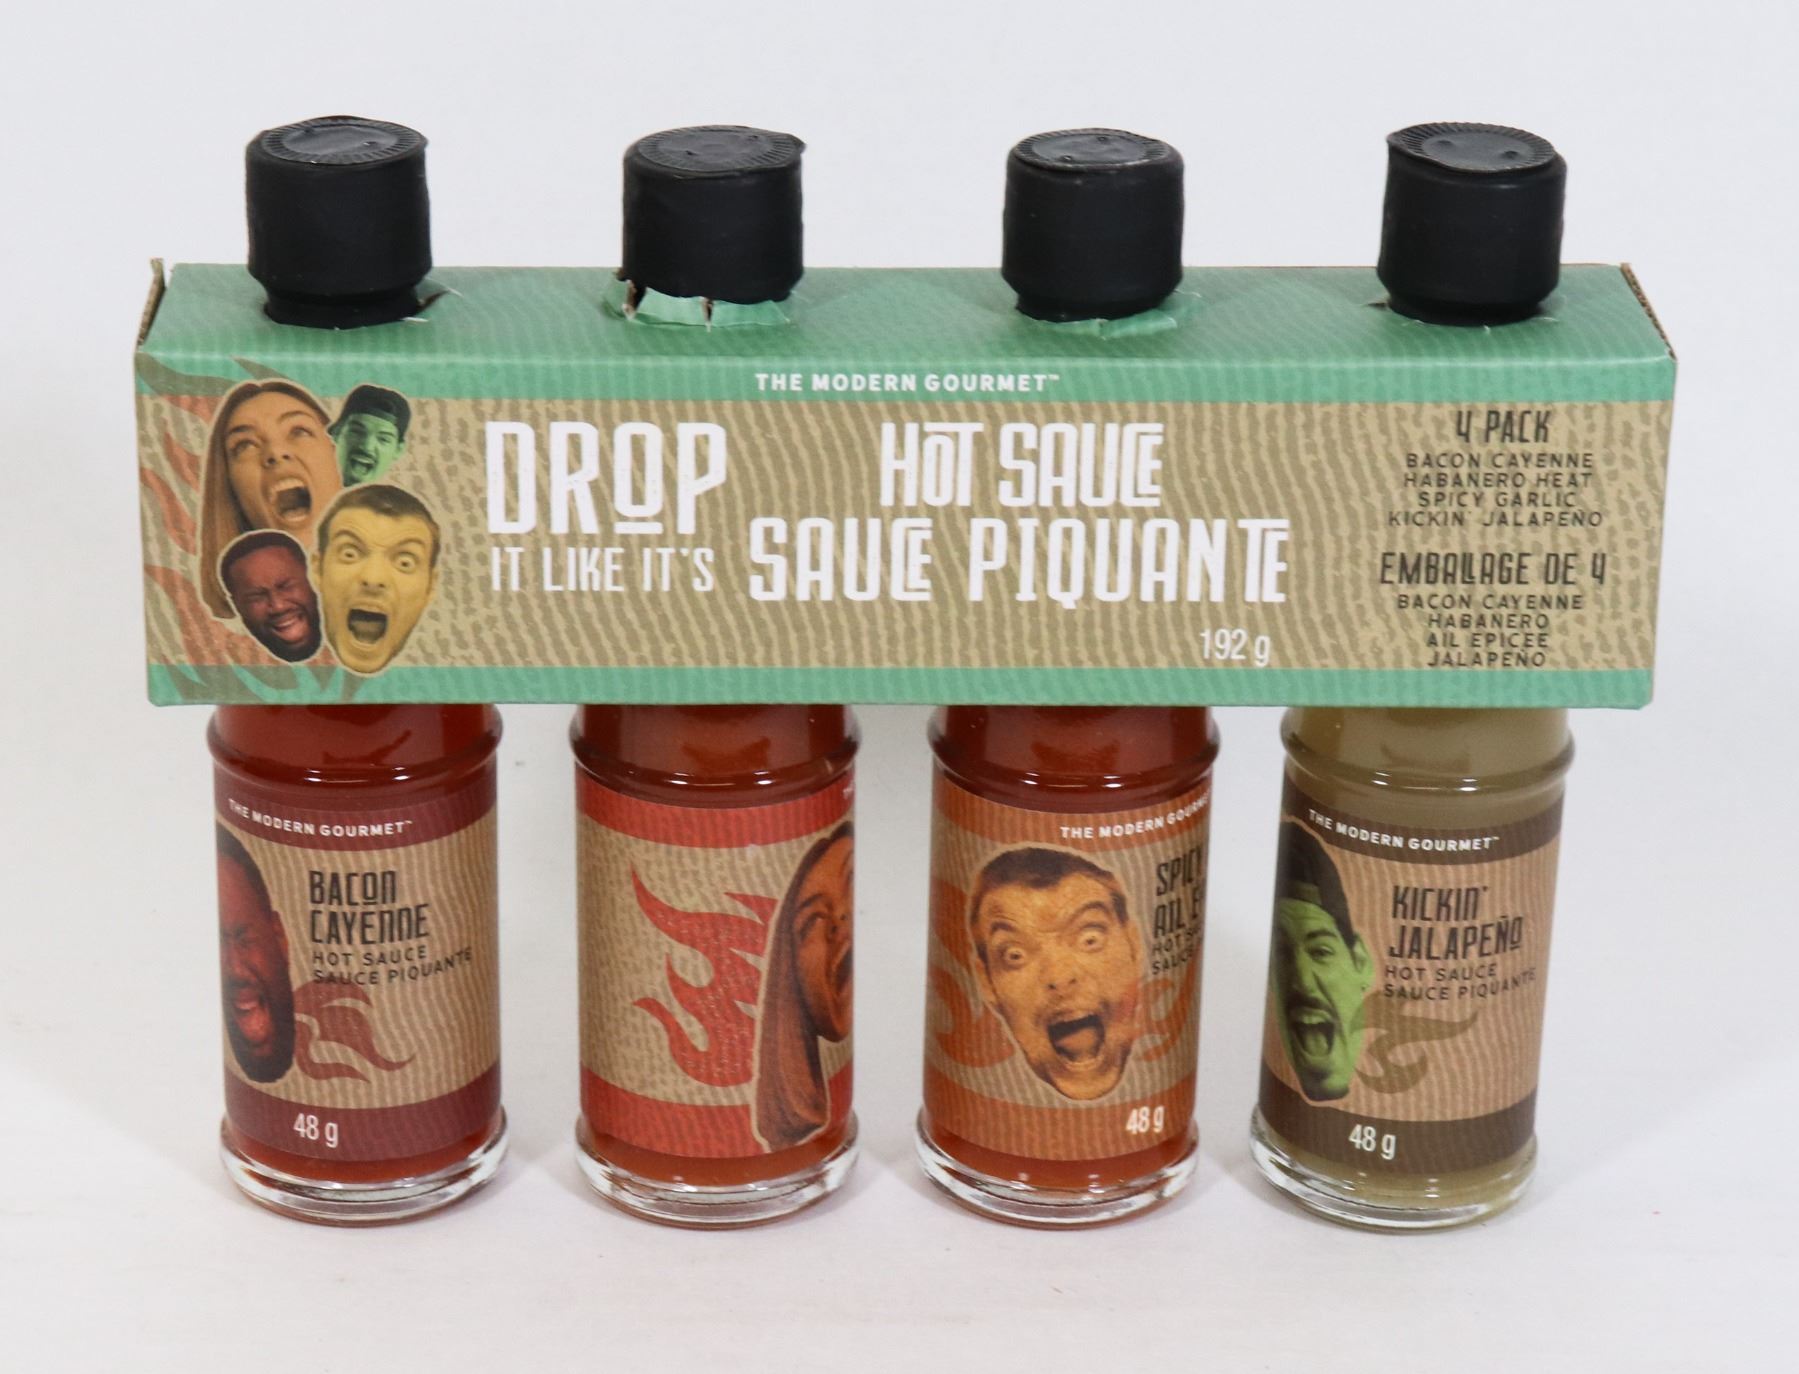 THE MODERN GOURMET™
DROP
IT LIKE IT'S
HOT SAUCE
SAUCE PIQUANTE
192 g
4 PACK
BACON CAYENNE
HABANERO HEAT
SPICY GARLIC
KICKIN' JALAPEÑO
EMBALLAGE DE 4
BACON CAYENNE
HABANERO
AIL EPICEE
JALAPEÑO
THE MODERN GOURMET™
BACON
CAYENNE
HOT SAUCE
SAUCE PIQUANTE
48 g
THE MODERN
AIL
HOT
48 g
THE MODERN GOURMET™
KICKIN'
JALAPEÑO
HOT SAUCE
SAUCE PIQUANTE
48 g